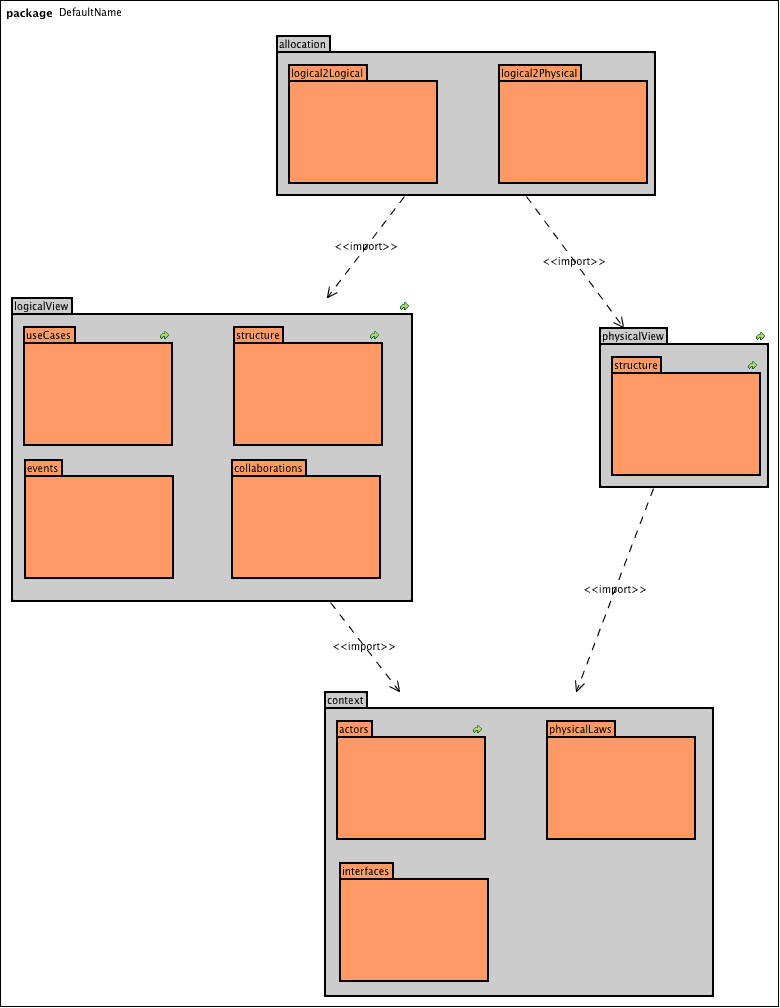 package DefaultName
allocation
logical2Logical
logical2Physical
<<import>>
<<import>>
logicalView
useCases
structure
events
collaborations
physicalView
structure
<<import>>
<<import>>
context
actors
physicalLaws
interfaces